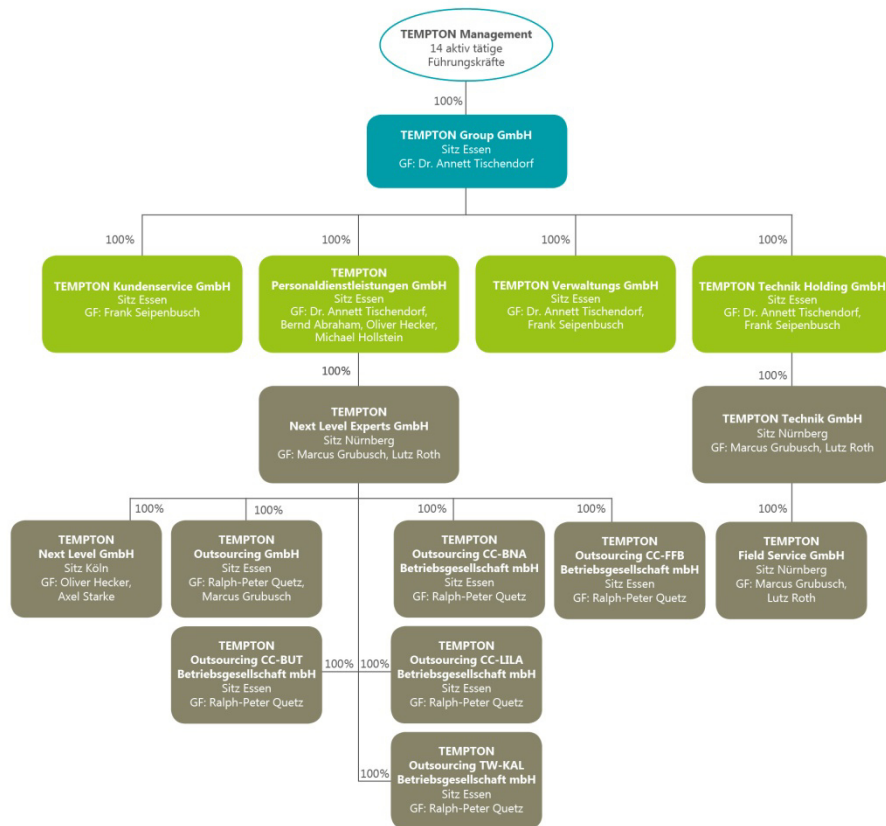 TEMPTON Management
14 aktiv tätige
Führungskräfte
100%
TEMPTON Group GmbH
Sitz Essen
GF: Dr. Annett Tischendorf
100%
100%
100%
100%
TEMPTON Kundenservice GmbH
Sitz Essen
GF: Frank Seipenbusch
TEMPTON
Personaldienstleistungen GmbH
Sitz Essen
GF: Dr. Annett Tischendorf,
Bernd Abraham, Oliver Hecker,
Michael Hollstein
TEMPTON Verwaltungs GmbH
Sitz Essen
GF: Dr. Annett Tischendorf,
Frank Seipenbusch
TEMPTON Technik Holding GmbH
Sitz Essen
GF: Dr. Annett Tischendorf,
Frank Seipenbusch
100%
100%
TEMPTON
Next Level Experts GmbH
Sitz Nürnberg
GF: Marcus Grubusch, Lutz Roth
TEMPTON Technik GmbH
Sitz Nürnberg
GF: Marcus Grubusch, Lutz Roth
100%
100%
100%
100%
100%
TEMPTON
Next Level GmbH
Sitz Köln
GF: Oliver Hecker,
Axel Starke
TEMPTON
Outsourcing GmbH
Sitz Essen
GF: Ralph-Peter Quetz,
Marcus Grubusch
TEMPTON
Outsourcing CC-BNA
Betriebsgesellschaft mbH
Sitz Essen
GF: Ralph-Peter Quetz
TEMPTON
Outsourcing CC-FFB
Betriebsgesellschaft mbH
Sitz Essen
GF: Ralph-Peter Quetz
TEMPTON
Field Service GmbH
Sitz Nürnberg
GF: Marcus Grubusch,
Lutz Roth
TEMPTON
Outsourcing CC-BUT
Betriebsgesellschaft mbH
Sitz Essen
GF: Ralph-Peter Quetz
100%
100%
TEMPTON
Outsourcing CC-LILA
Betriebsgesellschaft mbH
Sitz Essen
GF: Ralph-Peter Quetz
100%
TEMPTON
Outsourcing TW-KAL
Betriebsgesellschaft mbH
Sitz Essen
GF: Ralph-Peter Quetz